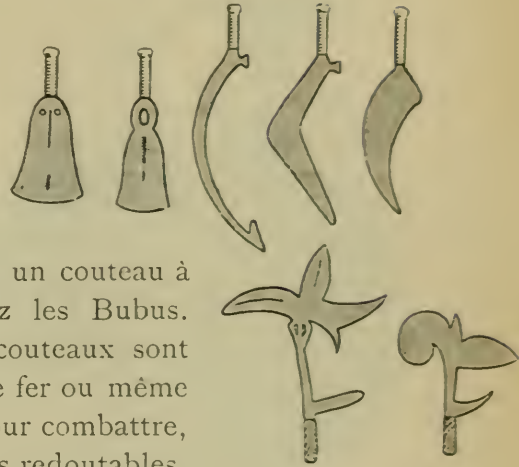 un couteau à
z les Bubus.
couteaux sont
e fer ou même
ur combattre,
s redoutables